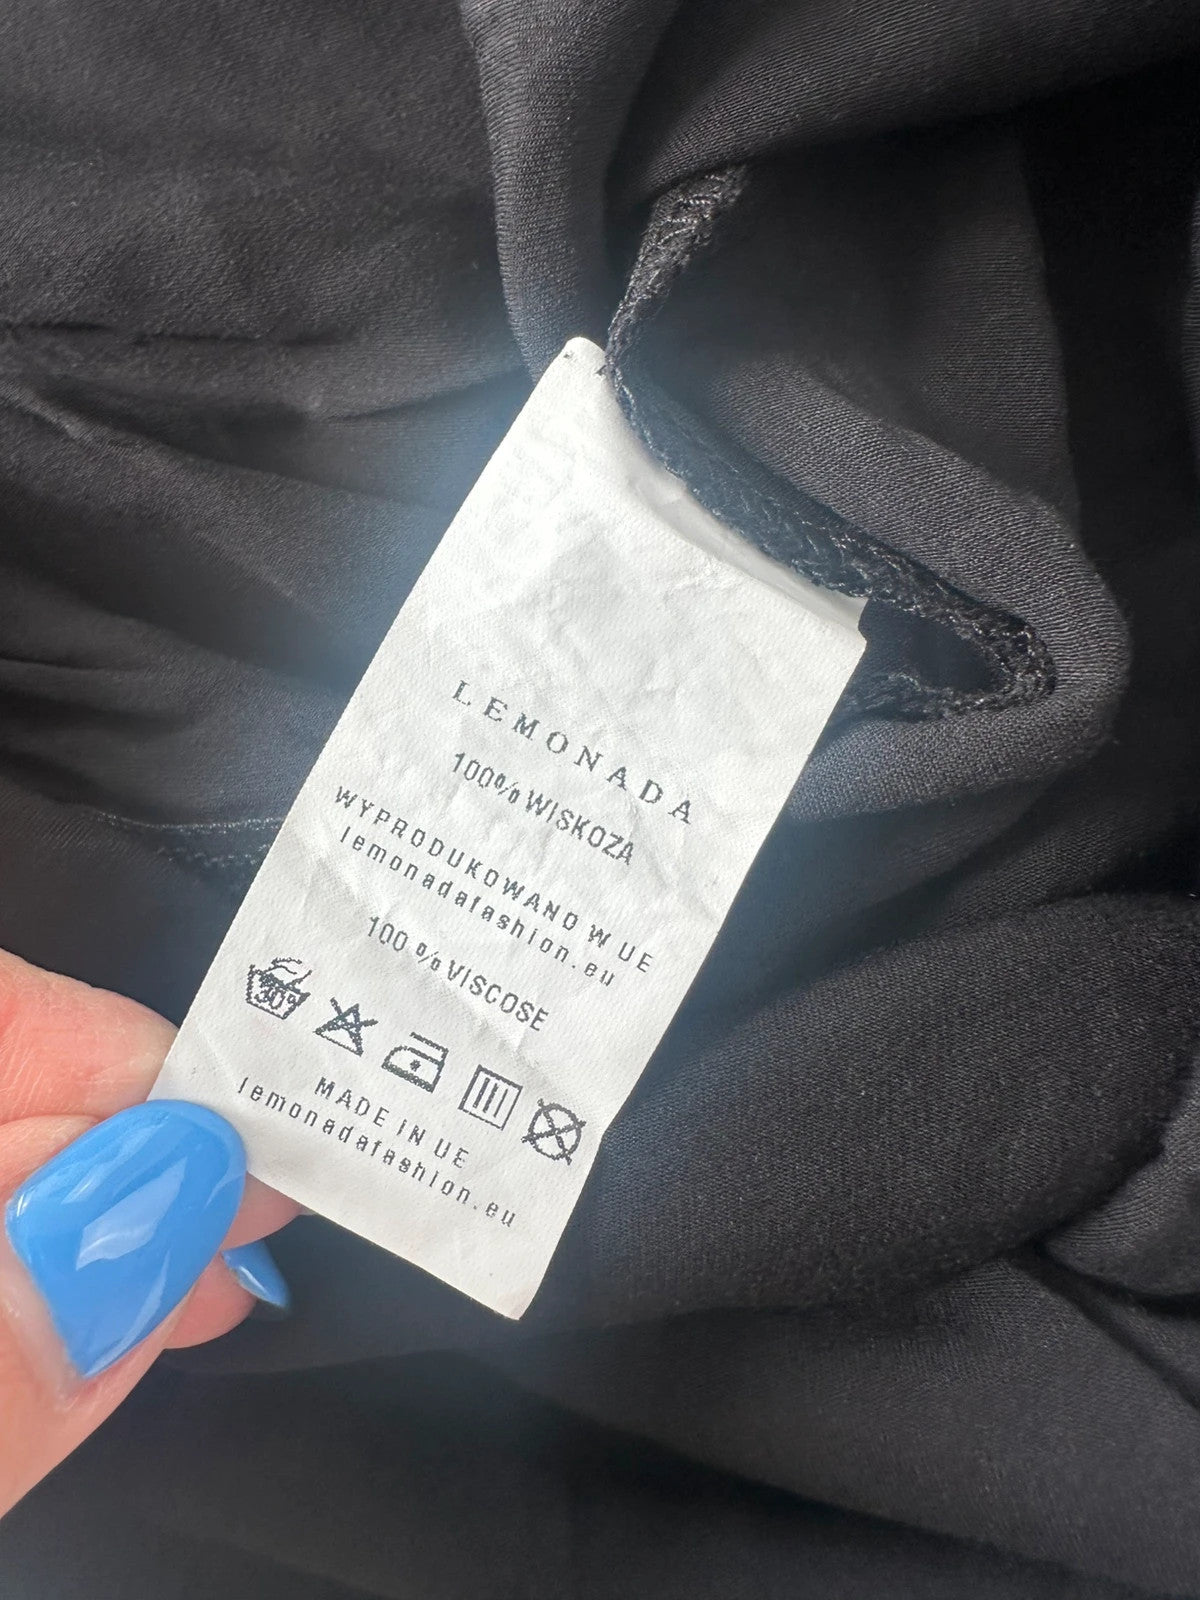 LEMONADA
100% WISKOZA
WYPRODUKOWANO W UE
lemonadafashion.eu
100 % VISCOSE
30°
MADE IN UE
lemonadafashion.eu